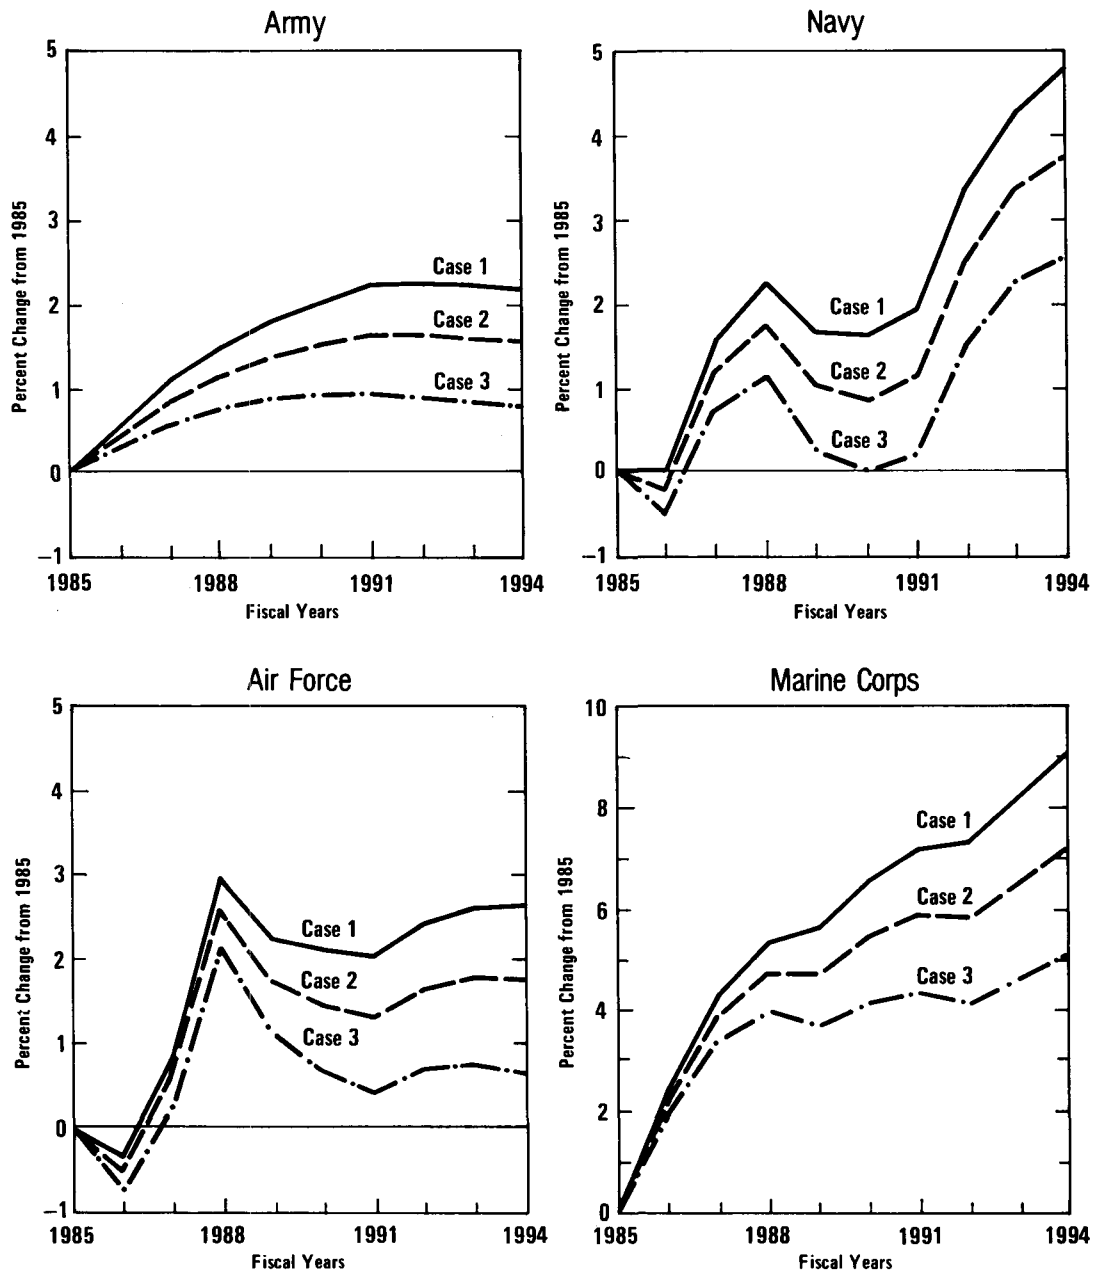 Army
5
4
3
2
1
0
−1
Percent Change from 1985
Case 1
Case 2
Case 3
1985 1988 1991 1994
Fiscal Years
Navy
5
4
3
2
1
0
−1
Percent Change from 1985
Case 1
Case 2
Case 3
1985 1988 1991 1994
Fiscal Years
Air Force
5
4
3
2
1
0
−1
Percent Change from 1985
Case 1
Case 2
Case 3
1985 1988 1991 1994
Fiscal Years
Marine Corps
10
8
6
4
2
0
Percent Change from 1985
Case 1
Case 2
Case 3
1985 1988 1991 1994
Fiscal Years